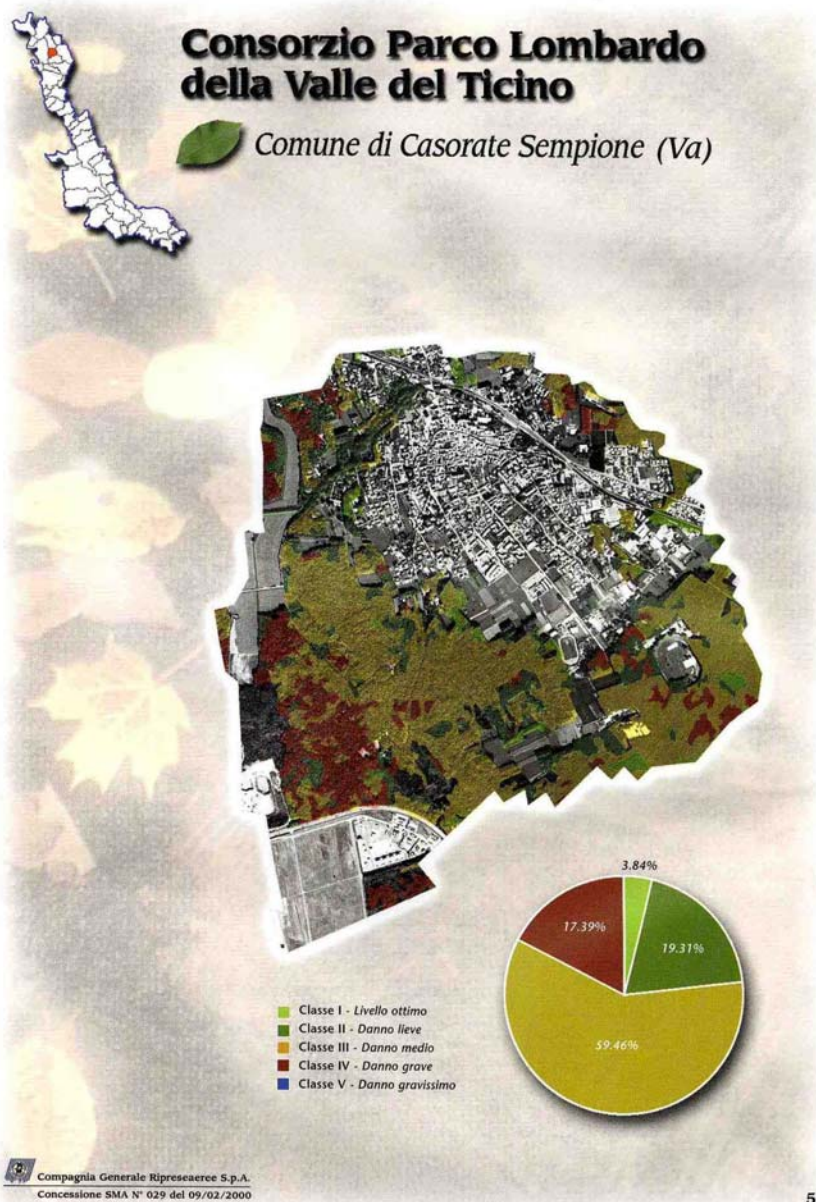 Consorzio Parco Lombardo
della Valle del Ticino
Comune di Casorate Sempione (Va)
3.84%
17.39%
19.31%
59.46%
Classe I - Livello ottimo
Classe II - Danno lieve
Classe III - Danno medio
Classe IV - Danno grave
Classe V - Danno gravissimo
Compagnia Generale Ripreseaeree S.p.A.
Concessione SMA N° 029 del 09/02/2000
5